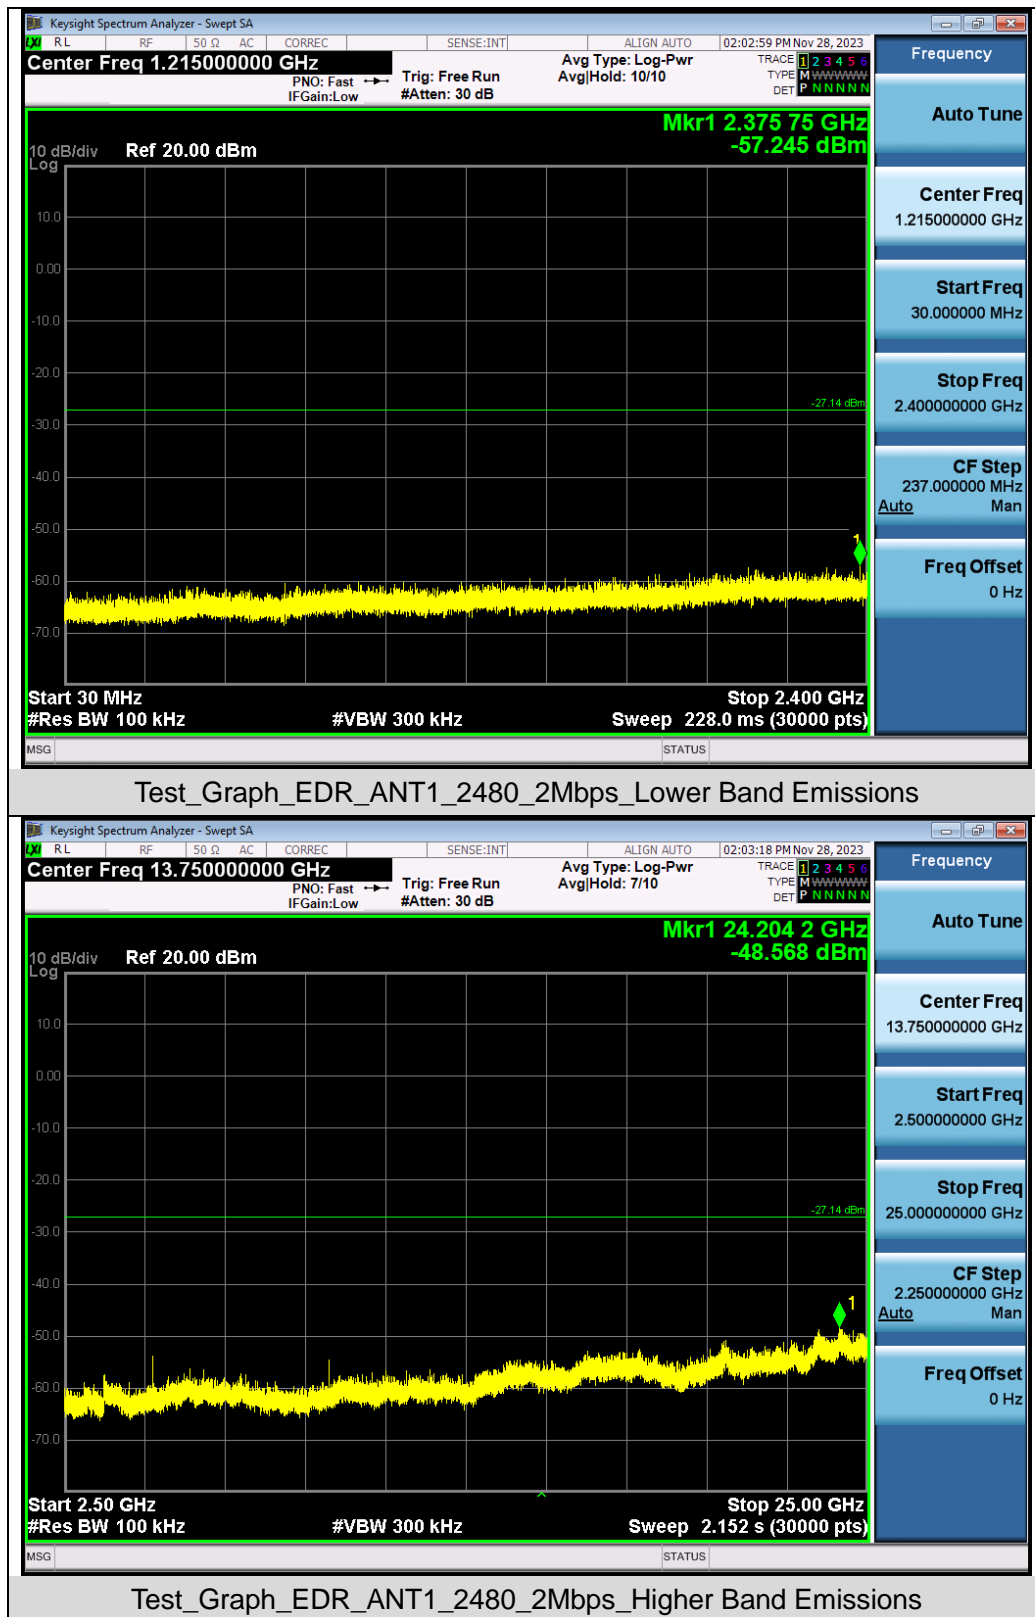 Keysight Spectrum Analyzer - Swept SA
LXI RL RF 50 Ω AC CORREC SENSE:INT ALIGN AUTO 02:02:59 PM Nov 28, 2023
Center Freq 1.215000000 GHz
PNO: Fast
IFGain:Low
Trig: Free Run
#Atten: 30 dB
Avg Type: Log-Pwr
Avg|Hold: 10/10
TRACE 1 2 3 4 5 6
TYPE M WWWWW
DET P N N N N N
Mkr1 2.375 75 GHz
-57.245 dBm
10 dB/div Ref 20.00 dBm
Log
10.0
0.00
-10.0
-20.0
-27.14 dBm
-30.0
-40.0
-50.0
1
-60.0
-70.0
Start 30 MHz Stop 2.400 GHz
#Res BW 100 kHz #VBW 300 kHz Sweep 228.0 ms (30000 pts)
MSG STATUS
Frequency
Auto Tune
Center Freq
1.215000000 GHz
Start Freq
30.000000 MHz
Stop Freq
2.400000000 GHz
CF Step
237.000000 MHz
Auto Man
Freq Offset
0 Hz
Test_Graph_EDR_ANT1_2480_2Mbps_Lower Band Emissions
Keysight Spectrum Analyzer - Swept SA
LXI RL RF 50 Ω AC CORREC SENSE:INT ALIGN AUTO 02:03:18 PM Nov 28, 2023
Center Freq 13.750000000 GHz
PNO: Fast
IFGain:Low
Trig: Free Run
#Atten: 30 dB
Avg Type: Log-Pwr
Avg|Hold: 7/10
TRACE 1 2 3 4 5 6
TYPE M WWWWW
DET P N N N N N
Mkr1 24.204 2 GHz
-48.568 dBm
10 dB/div Ref 20.00 dBm
Log
10.0
0.00
-10.0
-20.0
-27.14 dBm
-30.0
-40.0
1
-50.0
-60.0
-70.0
Start 2.50 GHz Stop 25.00 GHz
#Res BW 100 kHz #VBW 300 kHz Sweep 2.152 s (30000 pts)
MSG STATUS
Frequency
Auto Tune
Center Freq
13.750000000 GHz
Start Freq
2.500000000 GHz
Stop Freq
25.000000000 GHz
CF Step
2.250000000 GHz
Auto Man
Freq Offset
0 Hz
Test_Graph_EDR_ANT1_2480_2Mbps_Higher Band Emissions